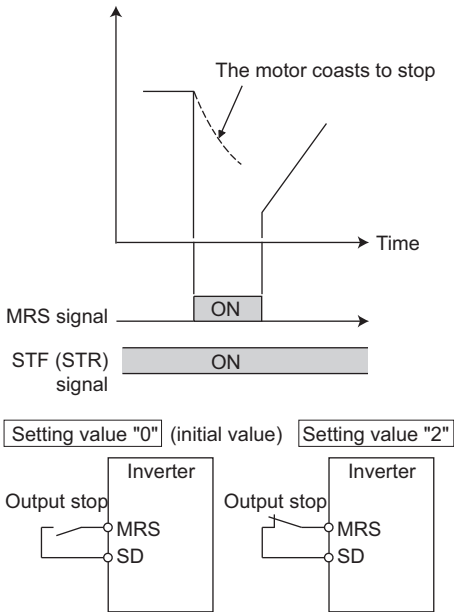 The motor coasts to stop
Time
MRS signal
ON
STF (STR)
signal
ON
Setting value "0" (initial value) Setting value "2"
Inverter
Output stop
MRS
SD
Inverter
Output stop
MRS
SD